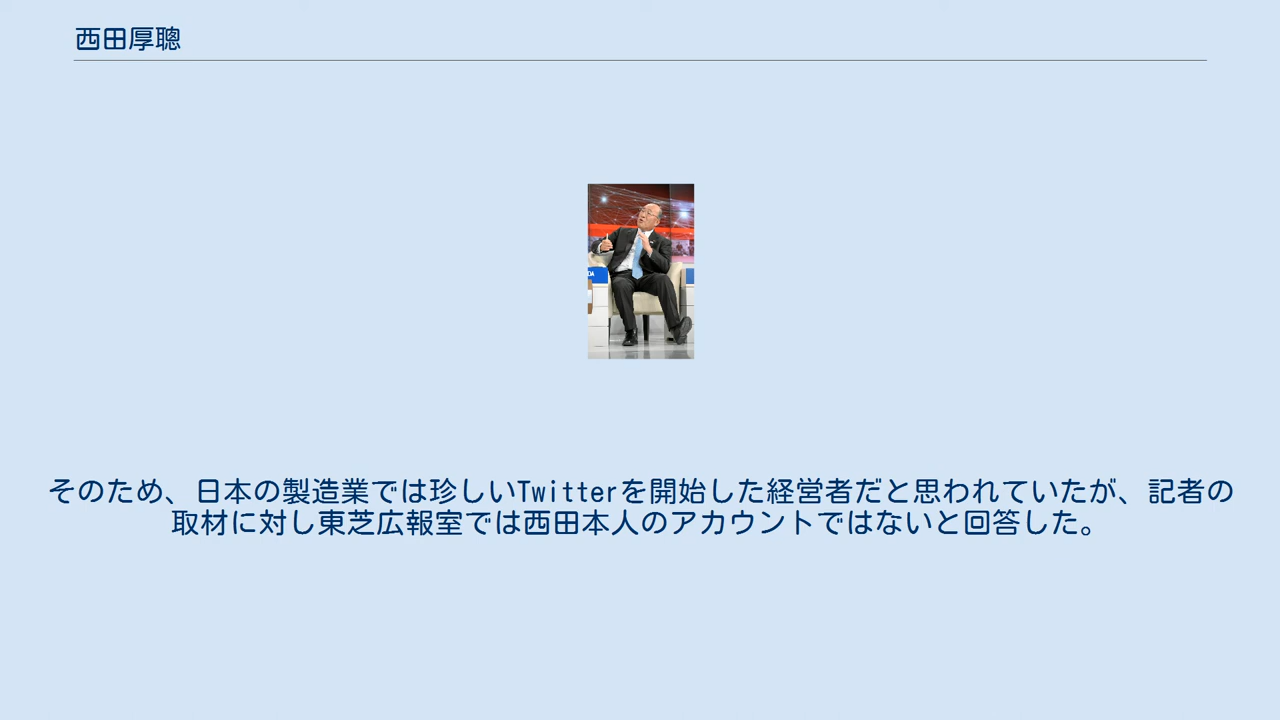 西田厚聰
そのため、日本の製造業では珍しいTwitterを開始した経営者だと思われていたが、記者の
取材に対し東芝広報室では西田本人のアカウントではないと回答した。